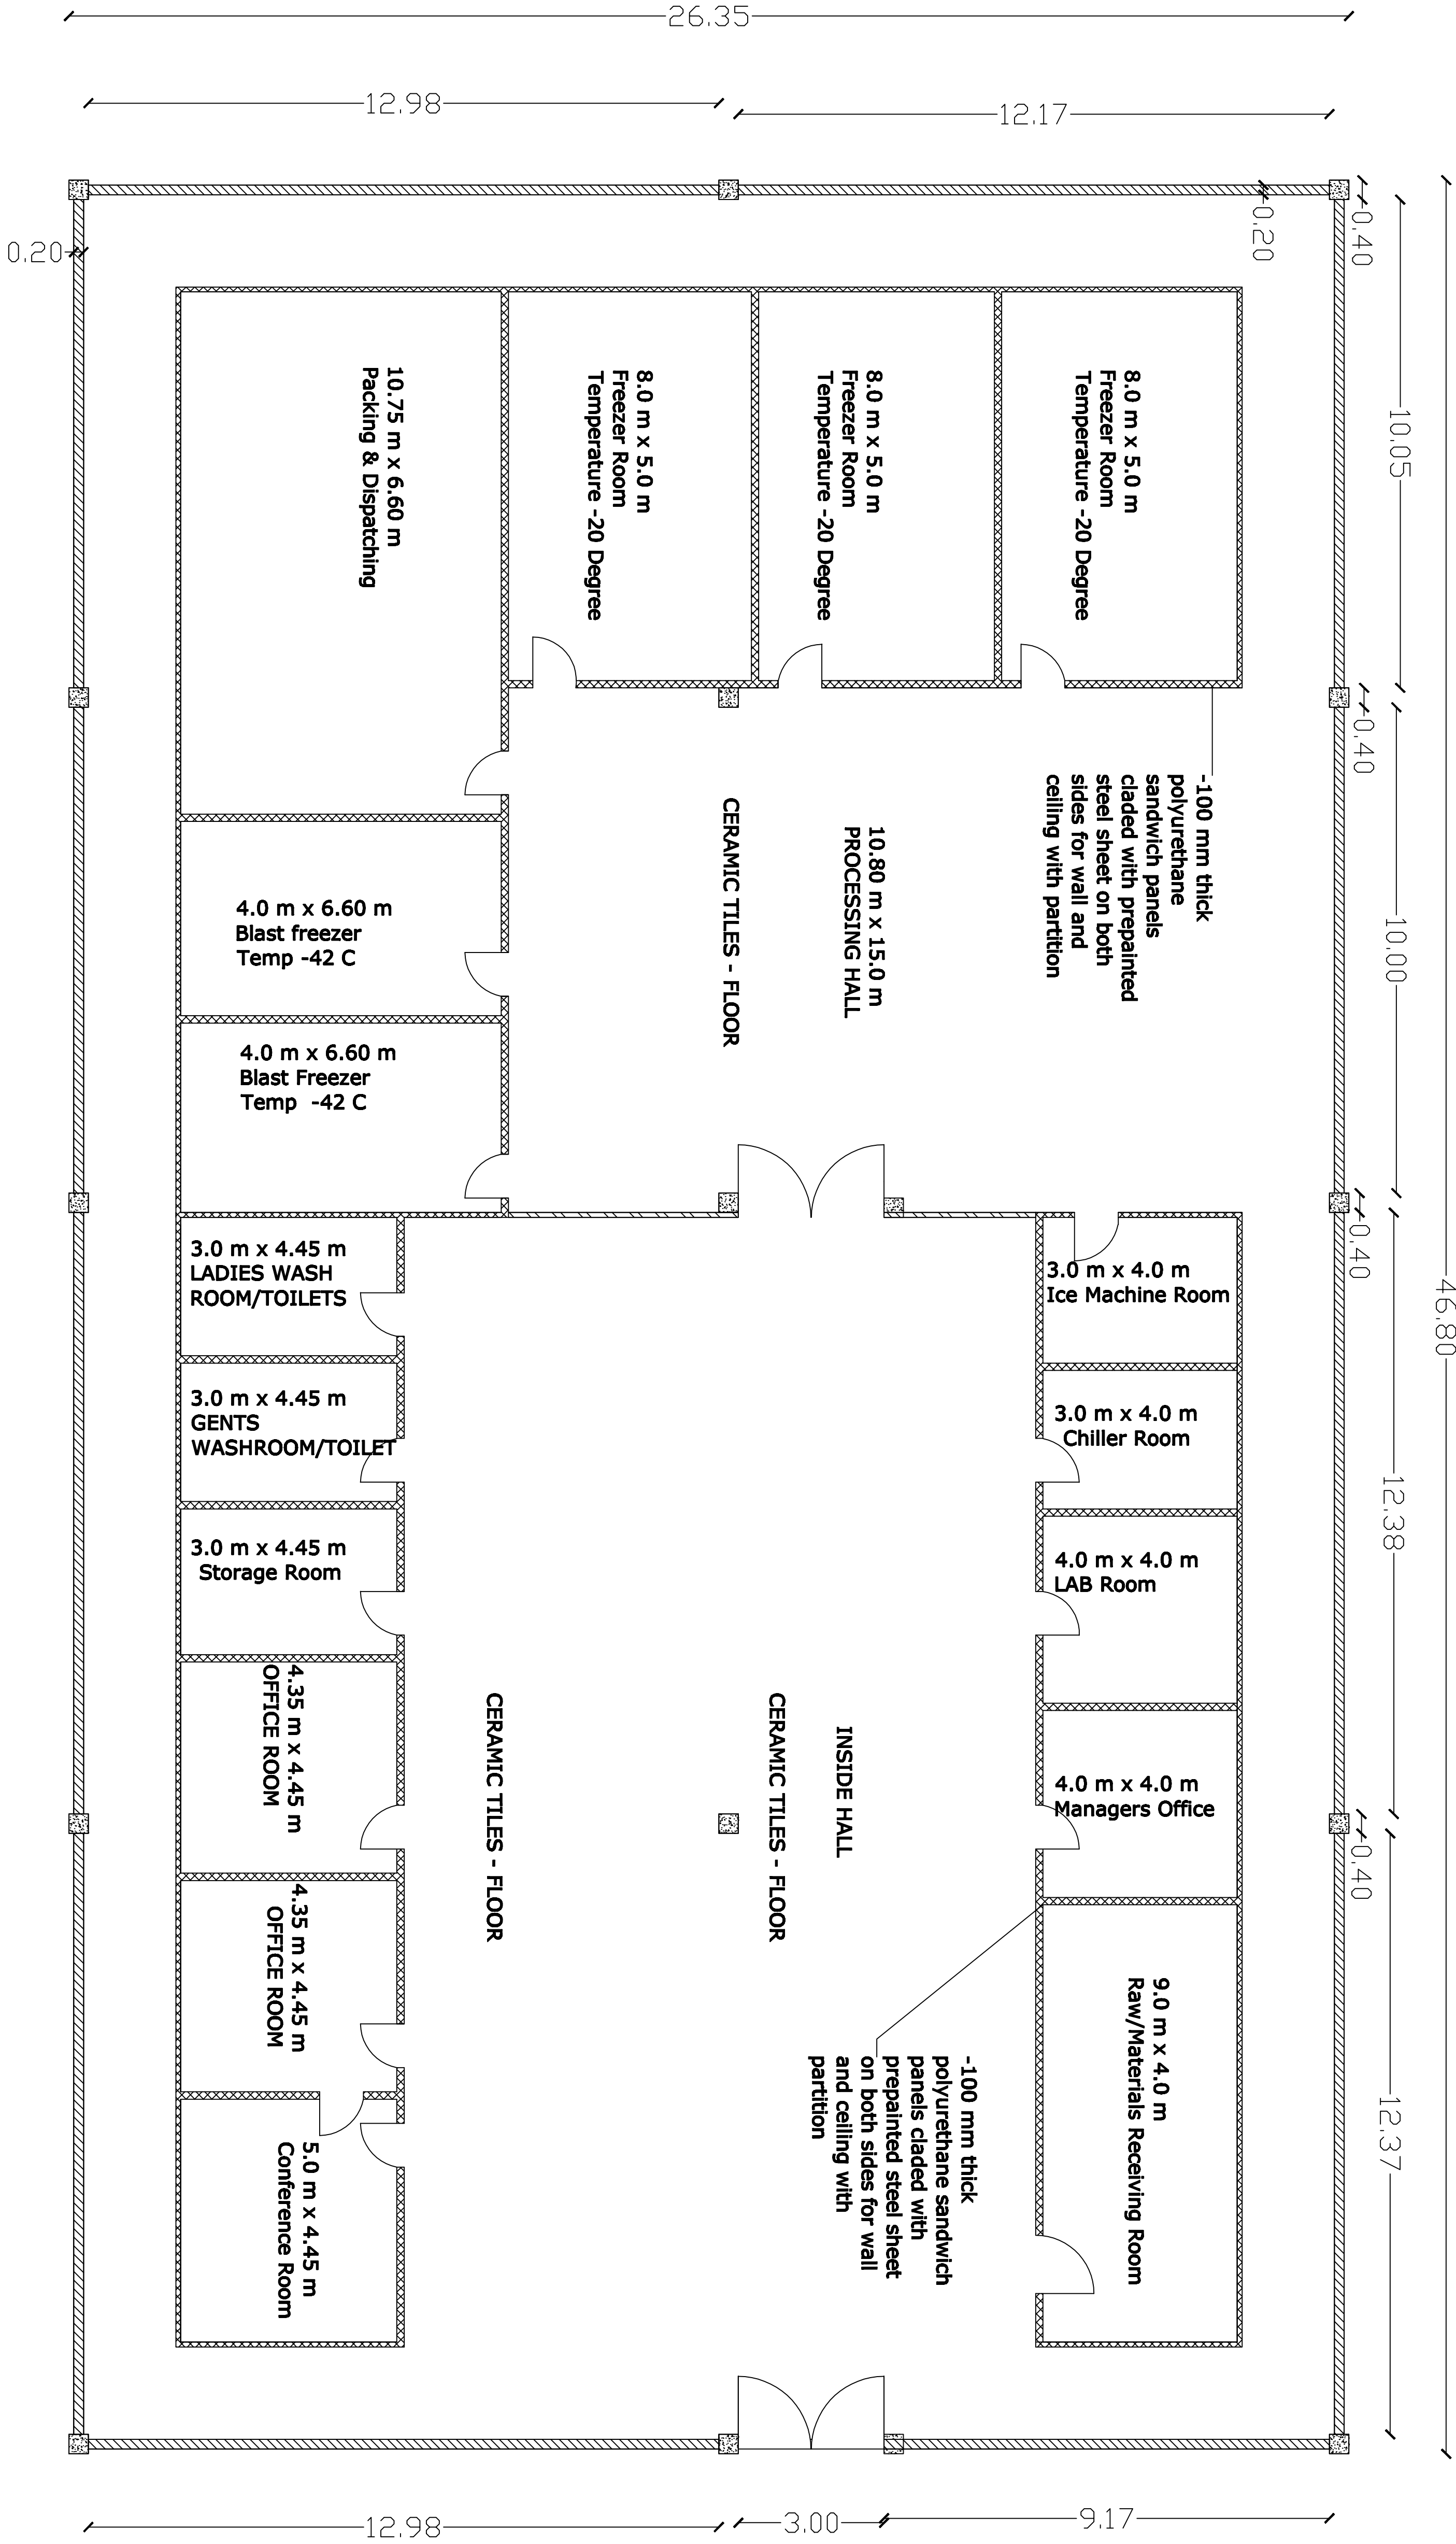 26.35
12.98
12.17
0.20
0.20
0.40
10.05
8.0 m x 5.0 m
Freezer Room
Temperature -20 Degree
8.0 m x 5.0 m
Freezer Room
Temperature -20 Degree
8.0 m x 5.0 m
Freezer Room
Temperature -20 Degree
10.75 m x 6.60 m
Packing & Dispatching
0.40
-100 mm thick
polyurethane
sandwich panels
claded with prepainted
steel sheet on both
sides for wall and
ceiling with partition
10.80 m x 15.0 m
PROCESSING HALL
CERAMIC TILES - FLOOR
10.00
4.0 m x 6.60 m
Blast freezer
Temp -42 C
4.0 m x 6.60 m
Blast Freezer
Temp  -42 C
0.40
46.80
3.0 m x 4.45 m
LADIES WASH
ROOM/TOILETS
3.0 m x 4.0 m
Ice Machine Room
3.0 m x 4.45 m
GENTS
WASHROOM/TOILET
3.0 m x 4.0 m
Chiller Room
12.38
3.0 m x 4.45 m
Storage Room
4.0 m x 4.0 m
LAB Room
4.35 m x 4.45 m
OFFICE ROOM
INSIDE HALL
CERAMIC TILES - FLOOR
CERAMIC TILES - FLOOR
4.0 m x 4.0 m
Managers Office
0.40
4.35 m x 4.45 m
OFFICE ROOM
9.0 m x 4.0 m
Raw/Materials Receiving Room
-100 mm thick
polyurethane sandwich
panels claded with
prepainted steel sheet
on both sides for wall
and ceiling with
partition
12.37
5.0 m x 4.45 m
Conference Room
12.98
3.00
9.17